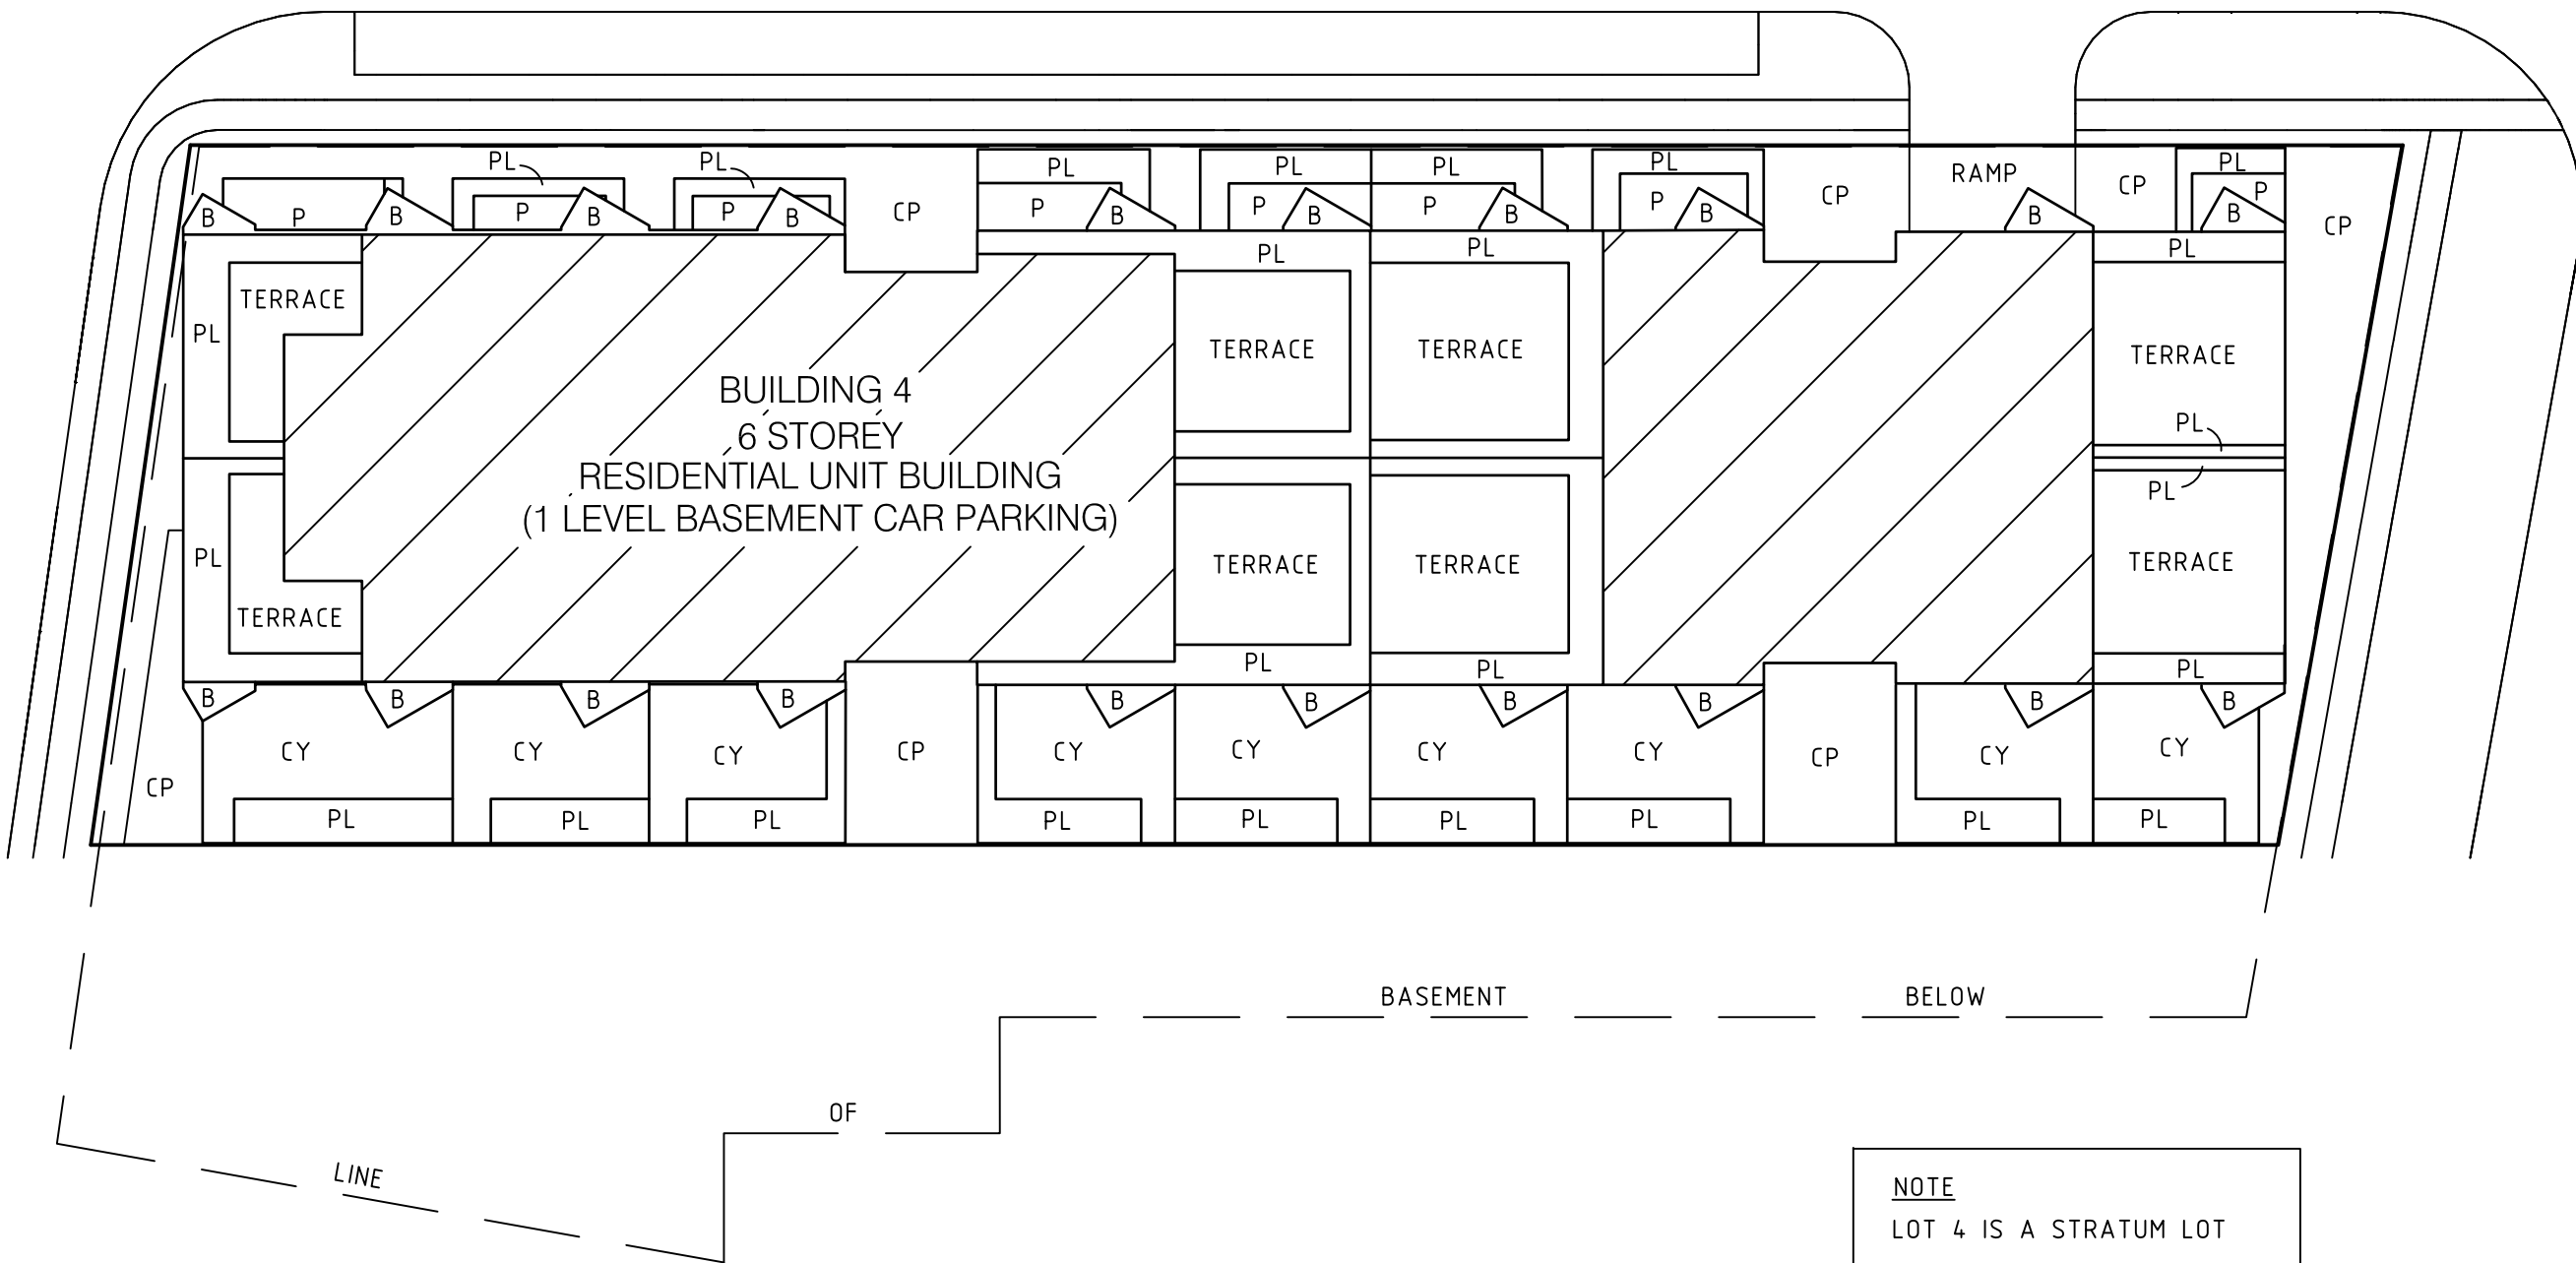 PL
PL
PL
PL
PL
PL
PL
RAMP
CP
CP
P
B
P
B
P
B
P
B
CP
P
B
P
B
P
B
P
B
B
P
B
CP
CP
PL
PL
PL
TERRACE
TERRACE
TERRACE
TERRACE
PL
BUILDING 4
6 STOREY
RESIDENTIAL UNIT BUILDING
(1 LEVEL BASEMENT CAR PARKING)
PL
PL
PL
TERRACE
TERRACE
TERRACE
TERRACE
PL
PL
PL
B
B
B
B
B
B
B
B
B
B
CY
CY
CY
CP
CY
CY
CY
CY
CP
CY
CY
CP
PL
PL
PL
PL
PL
PL
PL
PL
PL
BASEMENT
BELOW
OF
LINE
NOTE
LOT 4 IS A STRATUM LOT